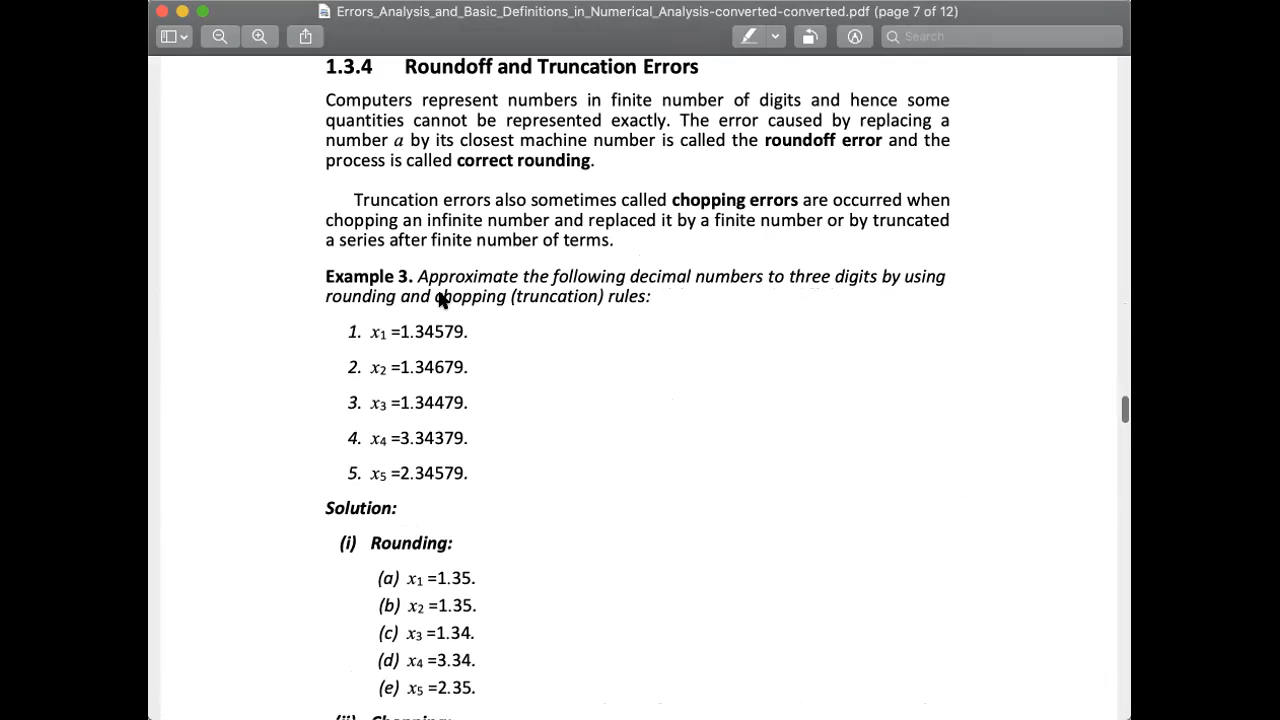 Errors_Analysis_and_Basic_Definitions_in_Numerical_Analysis-converted-converted.pdf (page 7 of 12)
Search
1.3.4 Roundoff and Truncation Errors
Computers represent numbers in finite number of digits and hence some
quantities cannot be represented exactly. The error caused by replacing a
number a by its closest machine number is called the roundoff error and the
process is called correct rounding.
Truncation errors also sometimes called chopping errors are occurred when
chopping an infinite number and replaced it by a finite number or by truncated
a series after finite number of terms.
Example 3. Approximate the following decimal numbers to three digits by using
rounding and chopping (truncation) rules:
1. x1 =1.34579.
2. x2 =1.34679.
3. x3 =1.34479.
4. x4 =3.34379.
5. x5 =2.34579.
Solution:
(i) Rounding:
(a) x1 =1.35.
(b) x2 =1.35.
(c) x3 =1.34.
(d) x4 =3.34.
(e) x5 =2.35.
(ii) Chopping: